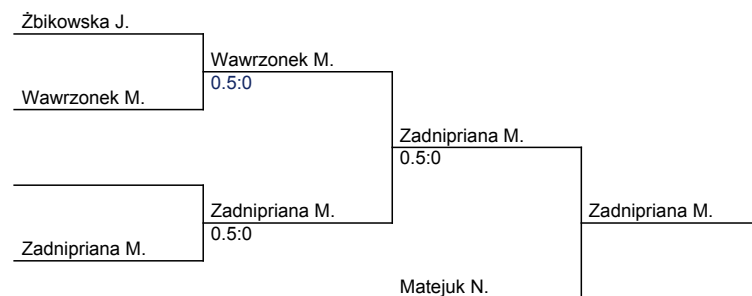 Żbikowska J.
Wawrzonek M.
0.5:0
Wawrzonek M.
Zadnipriana M.
0.5:0
Zadnipriana M.
0.5:0
Zadnipriana M.
Zadnipriana M.
Matejuk N.